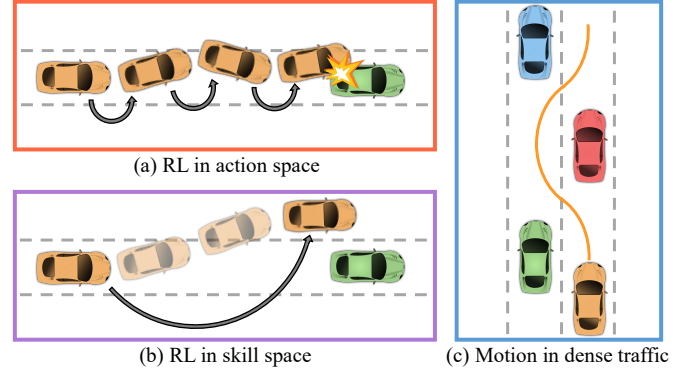 (a) RL in action space
(b) RL in skill space
(c) Motion in dense traffic